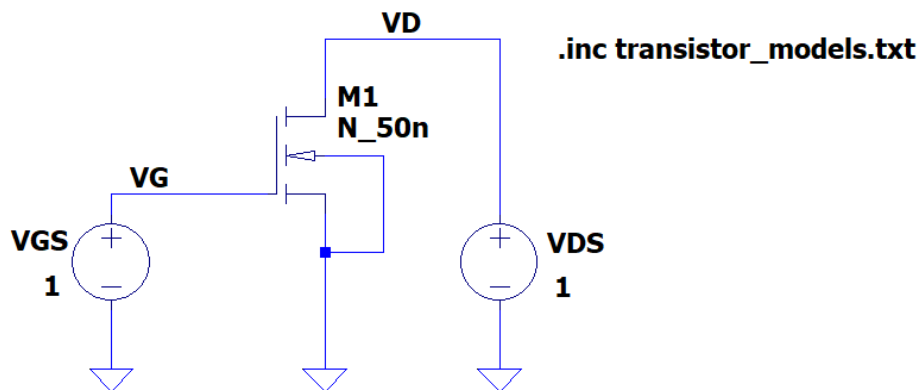 VD
.inc transistor_models.txt
M1
N_50n
VG
VGS
1
VDS
1